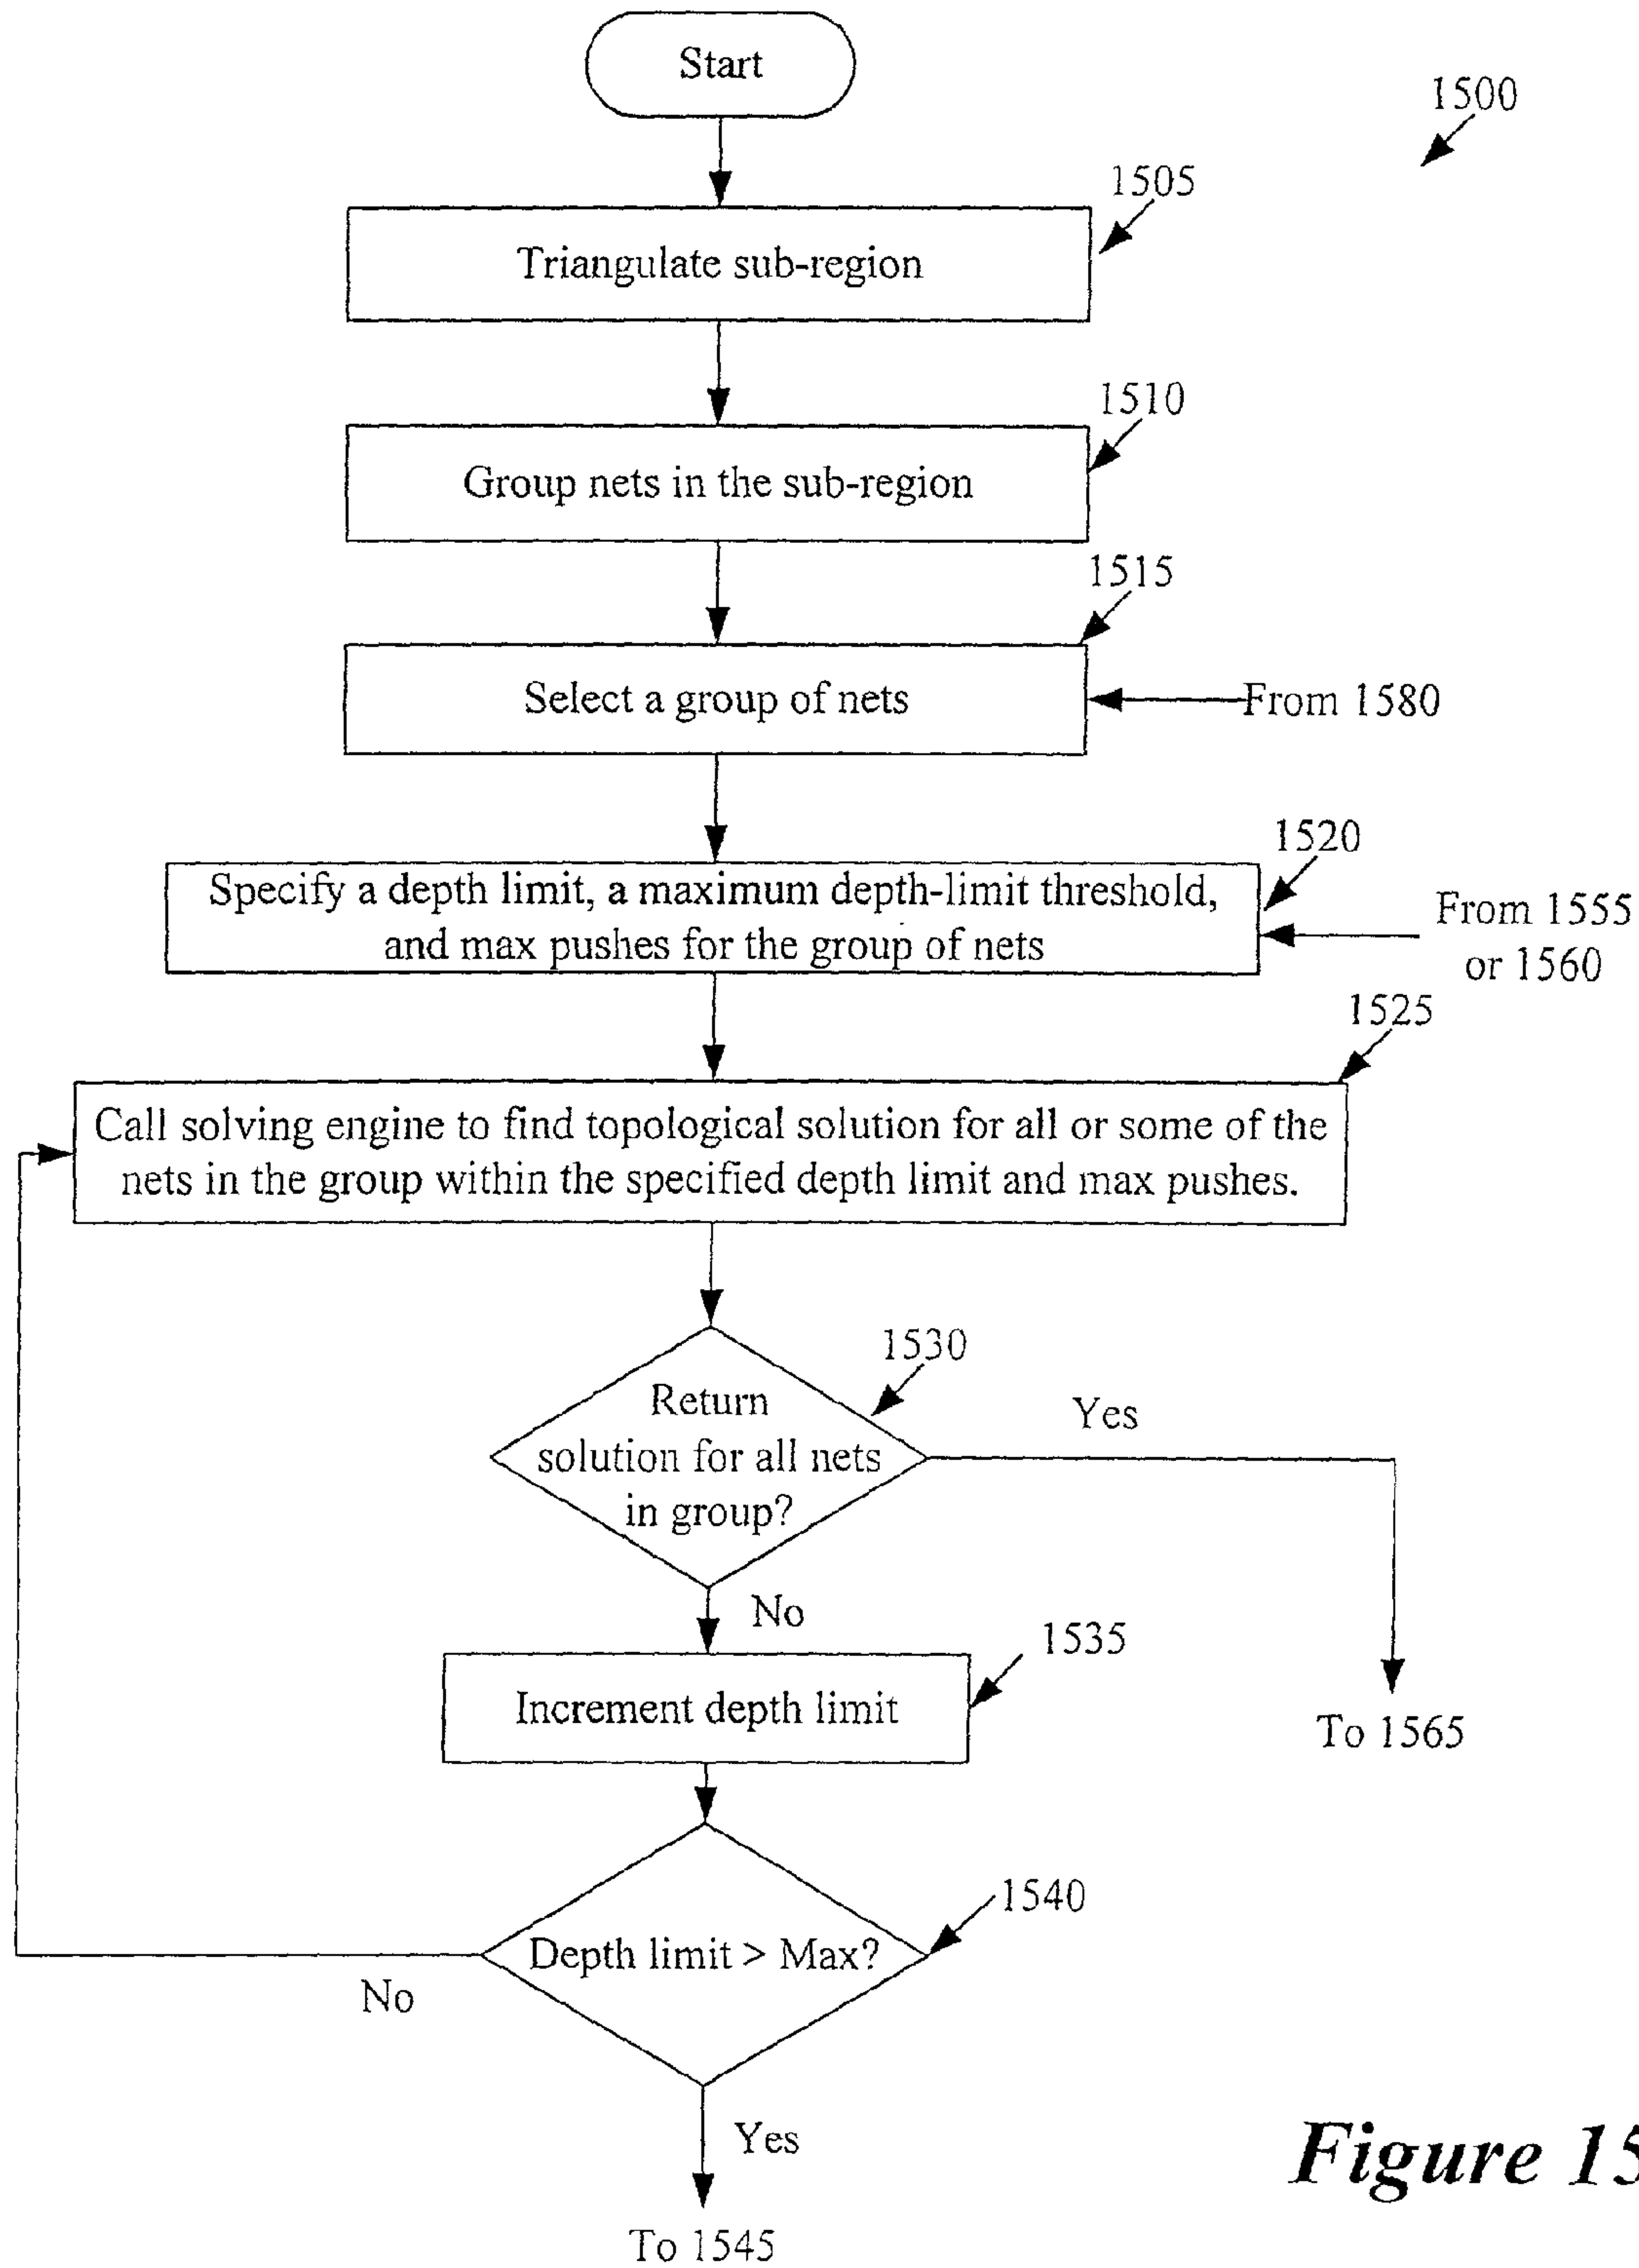 Start
1500
1505
Triangulate sub-region
1510
Group nets in the sub-region
1515
Select a group of nets
From 1580
1520
Specify a depth limit, a maximum depth-limit threshold,
and max pushes for the group of nets
From 1555
or 1560
1525
Call solving engine to find topological solution for all or some of the
nets in the group within the specified depth limit and max pushes.
1530
Return
solution for all nets
in group?
Yes
No
1535
Increment depth limit
To 1565
1540
Depth limit > Max?
No
Yes
Figure 15
To 1545